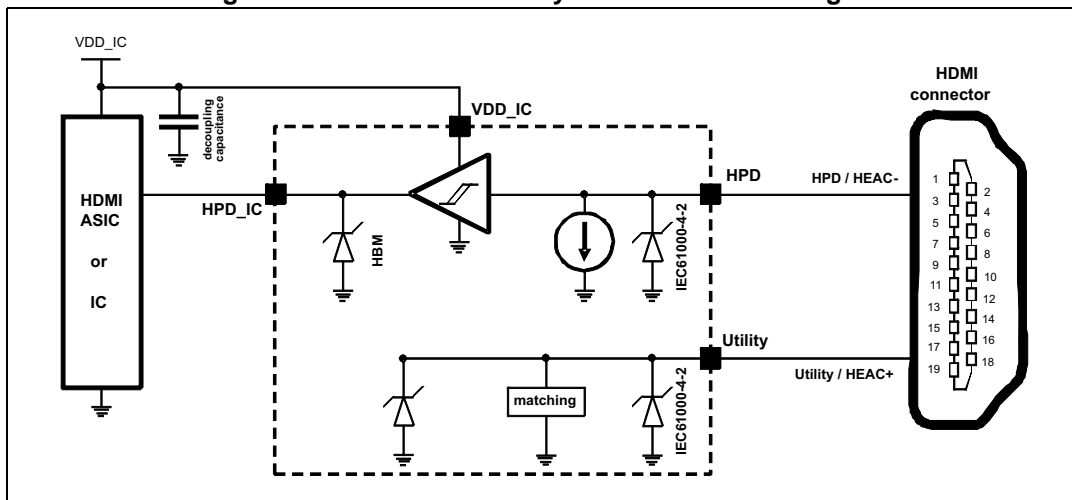 VDD_IC
decoupling
capacitance
VDD_IC
HDMI
connector
HDMI
ASIC
or
IC
HPD_IC
HBM
IEC61000-4-2
HPD
HPD / HEAC-
1
2
3
4
5
6
7
8
9
10
11
12
13
14
15
16
17
18
19
Utility
Utility / HEAC+
matching
IEC61000-4-2